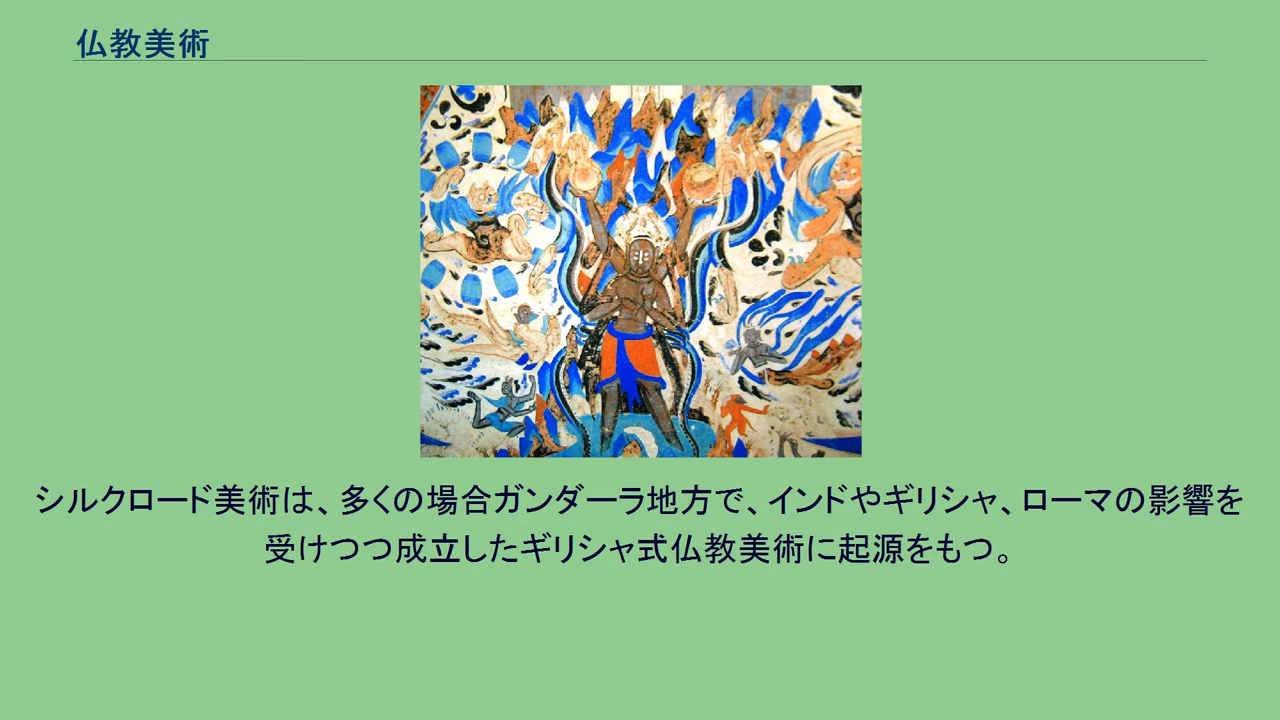 仏教美術
シルクロード美術は、多くの場合ガンダーラ地方で、インドやギリシャ、ローマの影響を
受けつつ成立したギリシャ式仏教美術に起源をもつ。